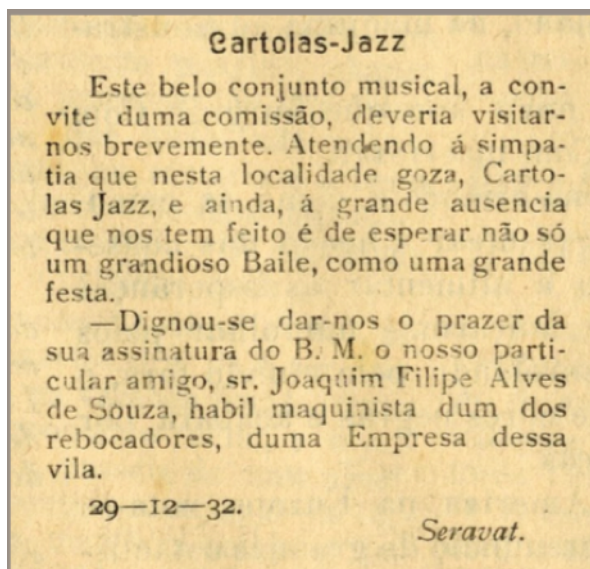 Cartolas-Jazz
Este belo conjunto musical, a con-
vite duma comissão, deveria visitar-
nos brevemente. Atendendo á simpa-
tia que nesta localidade goza, Carto-
las Jazz, e ainda, á grande ausencia
que nos tem feito é de esperar não só
um grandioso Baile, como uma grande
festa.
—Dignou-se dar-nos o prazer da
sua assinatura do B. M. o nosso parti-
cular amigo, sr. Joaquim Filipe Alves
de Souza, habil maquinista dum dos
rebocadores, duma Empresa dessa
vila.
29—12—32.
Seravat.